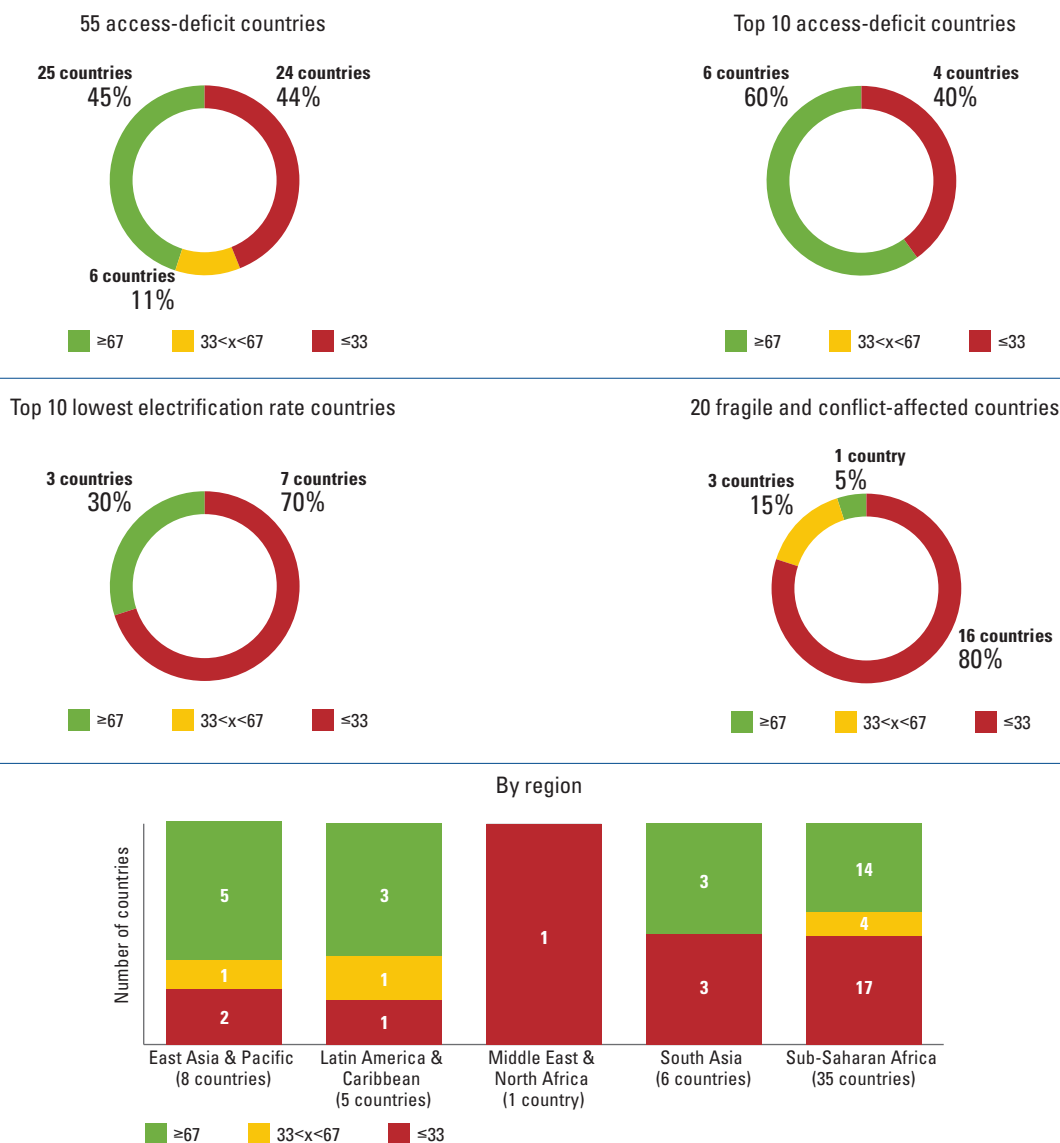 55 access-deficit countries
25 countries
45%
24 countries
44%
6 countries
11%
≥67 33<x<67 ≤33
Top 10 access-deficit countries
6 countries
60%
4 countries
40%
≥67 33<x<67 ≤33
Top 10 lowest electrification rate countries
3 countries
30%
7 countries
70%
≥67 33<x<67 ≤33
20 fragile and conflict-affected countries
1 country
5%
3 countries
15%
16 countries
80%
≥67 33<x<67 ≤33
By region
Number of countries
5
1
2
3
1
1
1
3
3
14
4
17
East Asia & Pacific
(8 countries)
Latin America &
Caribbean
(5 countries)
Middle East &
North Africa
(1 country)
South Asia
(6 countries)
Sub-Saharan Africa
(35 countries)
≥67 33<x<67 ≤33